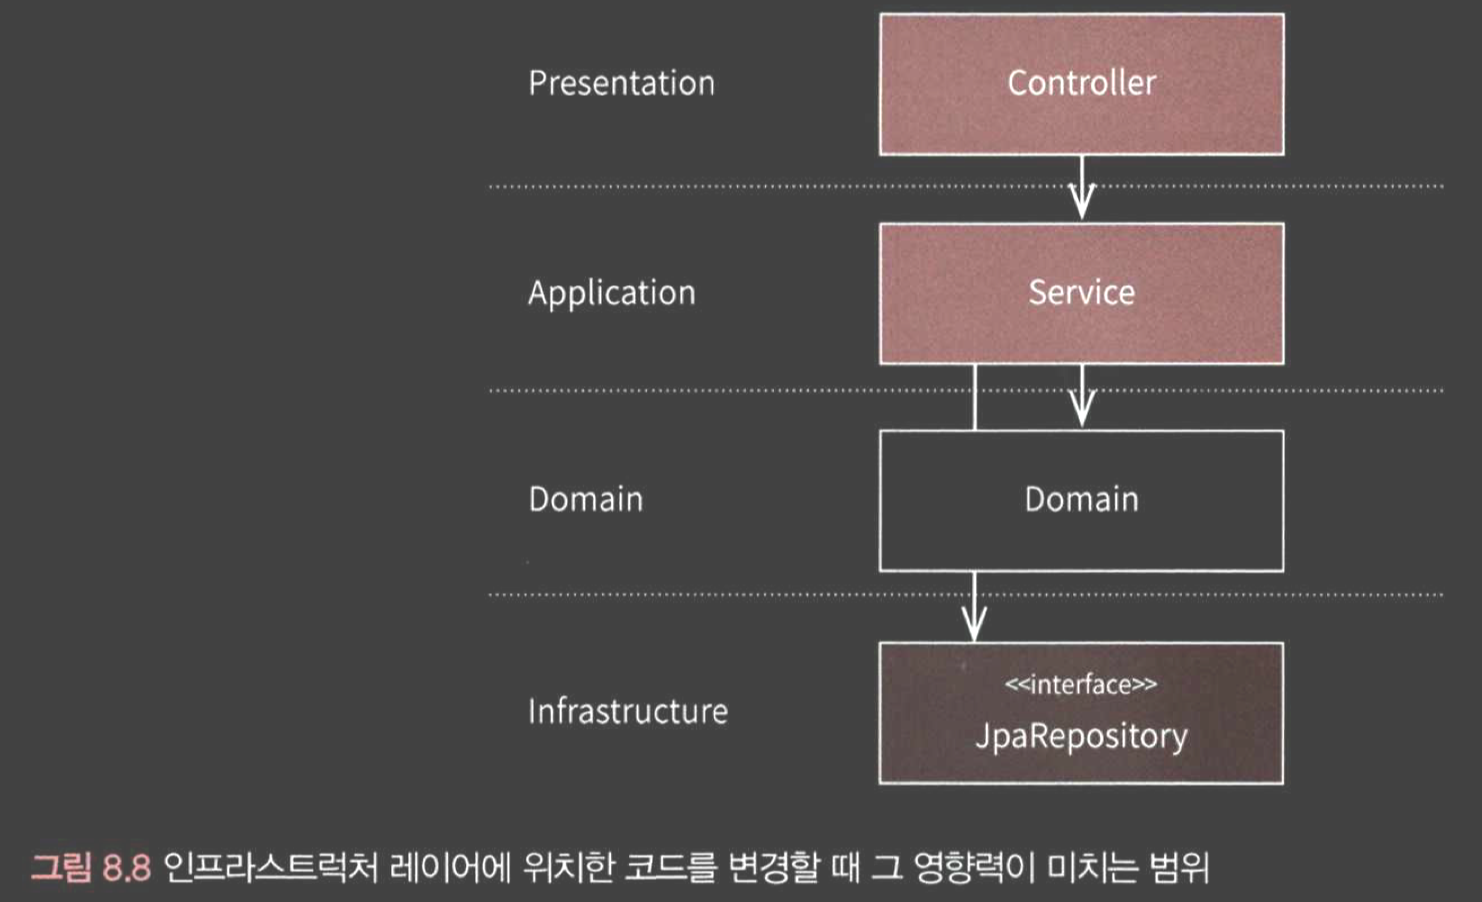 Presentation
Controller
Application
Service
Domain
Domain
Infrastructure
<<interface>>
JpaRepository
그림 8.8 인프라스트럭처 레이어에 위치한 코드를 변경할 때 그 영향력이 미치는 범위